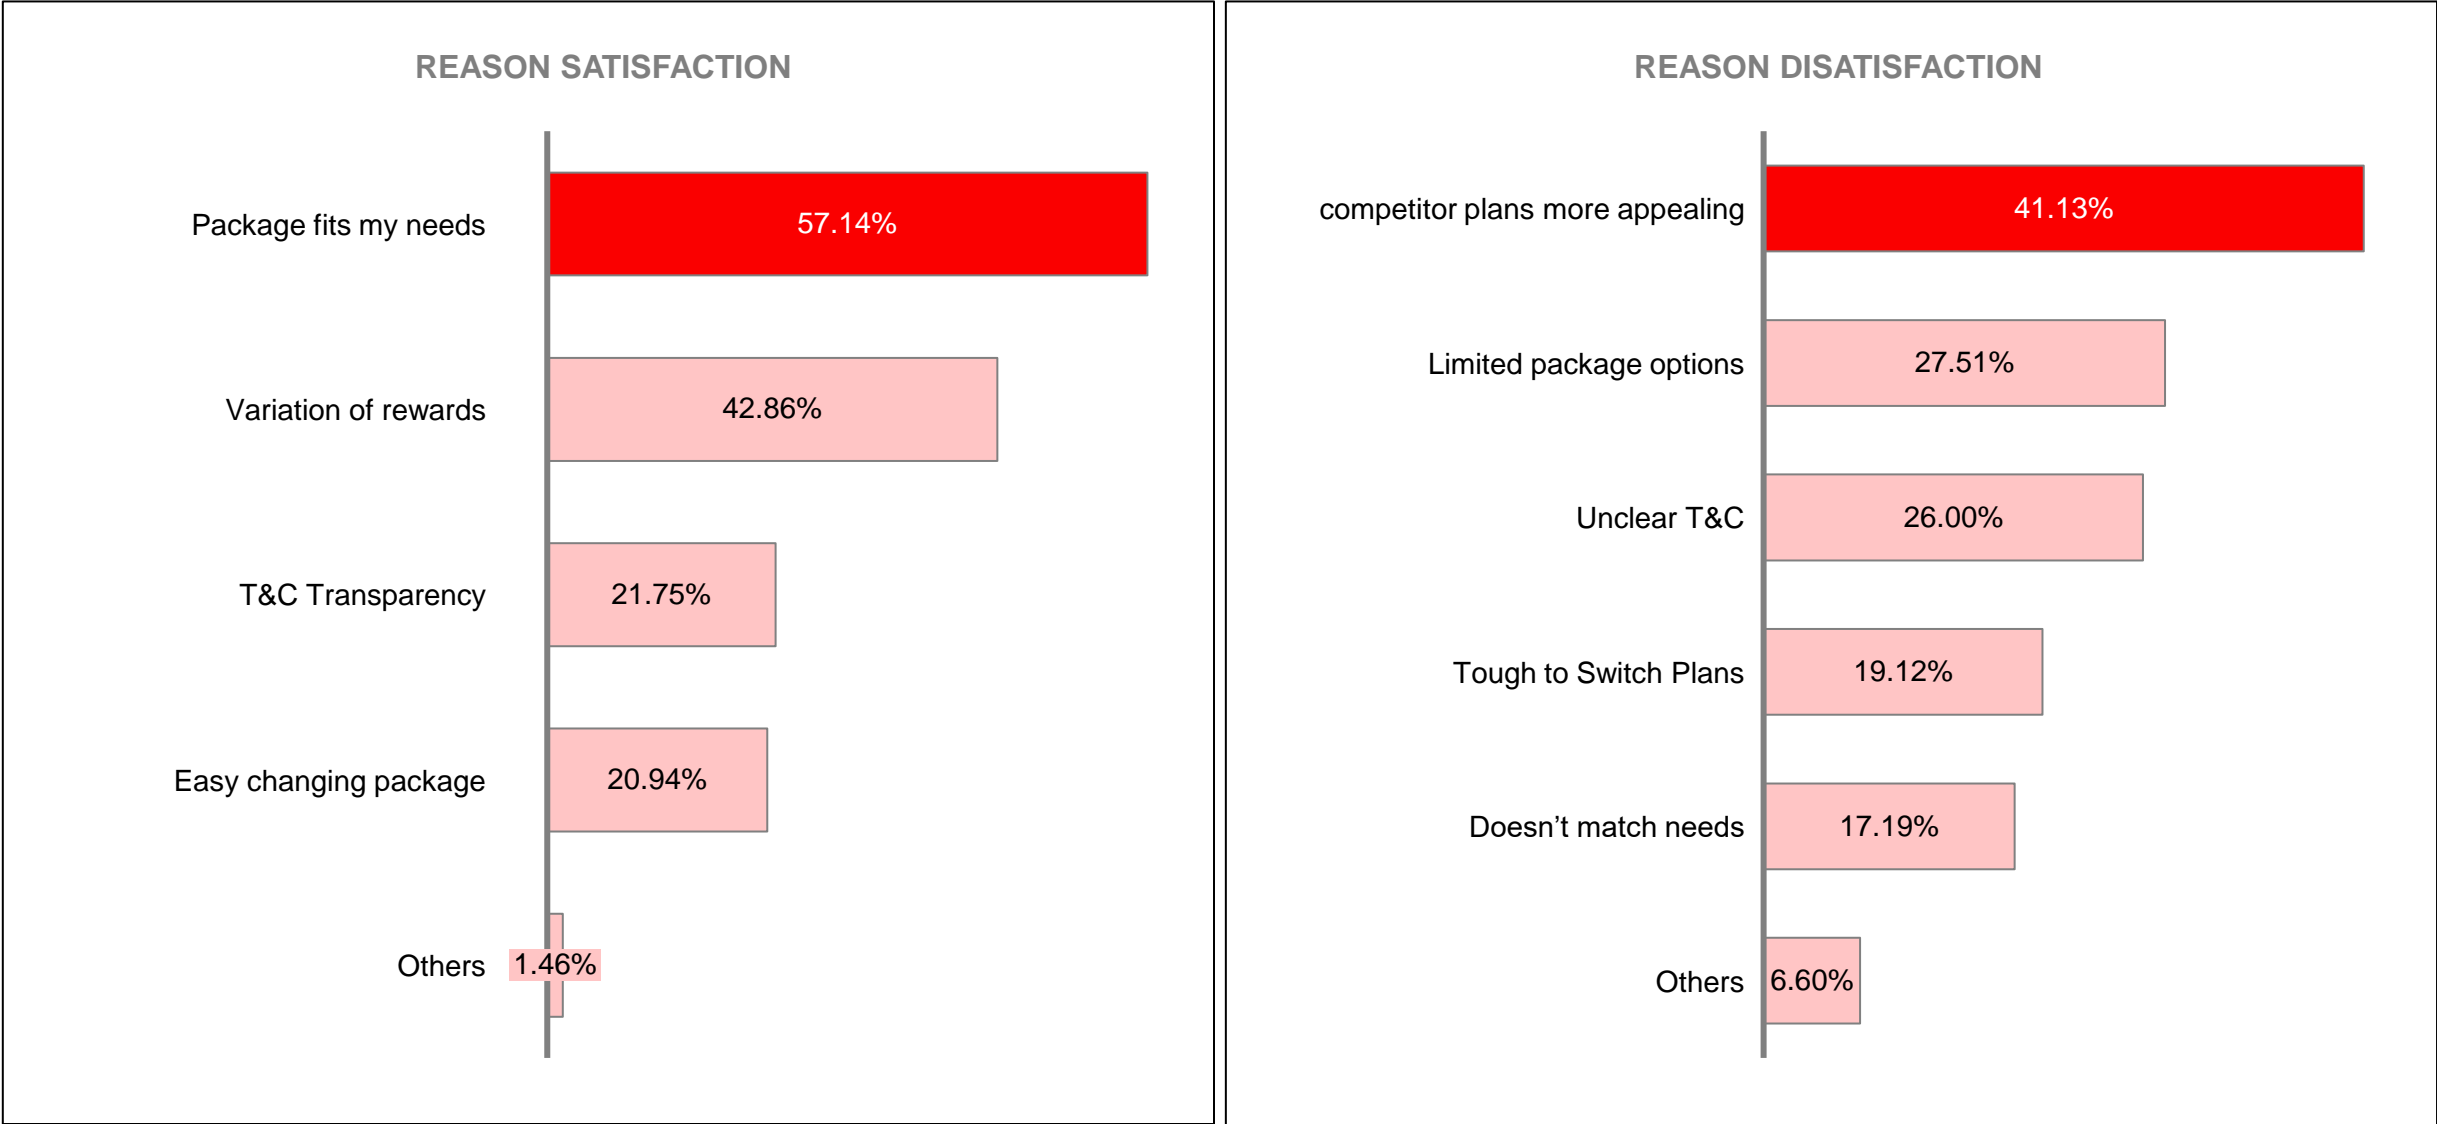 REASON SATISFACTION
Package fits my needs
57.14%
Variation of rewards
42.86%
T&C Transparency
21.75%
Easy changing package
20.94%
Others
1.46%
REASON DISATISFACTION
competitor plans more appealing
41.13%
Limited package options
27.51%
Unclear T&C
26.00%
Tough to Switch Plans
19.12%
Doesn’t match needs
17.19%
Others
6.60%